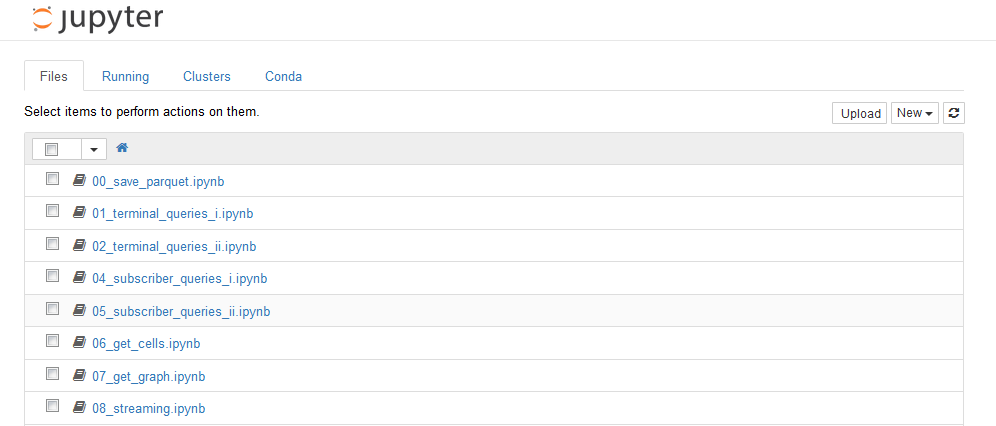 jupyter
Files Running Clusters Conda
Select items to perform actions on them.
Upload New
00_save_parquet.ipynb
01_terminal_queries_i.ipynb
02_terminal_queries_ii.ipynb
04_subscriber_queries_i.ipynb
05_subscriber_queries_ii.ipynb
06_get_cells.ipynb
07_get_graph.ipynb
08_streaming.ipynb